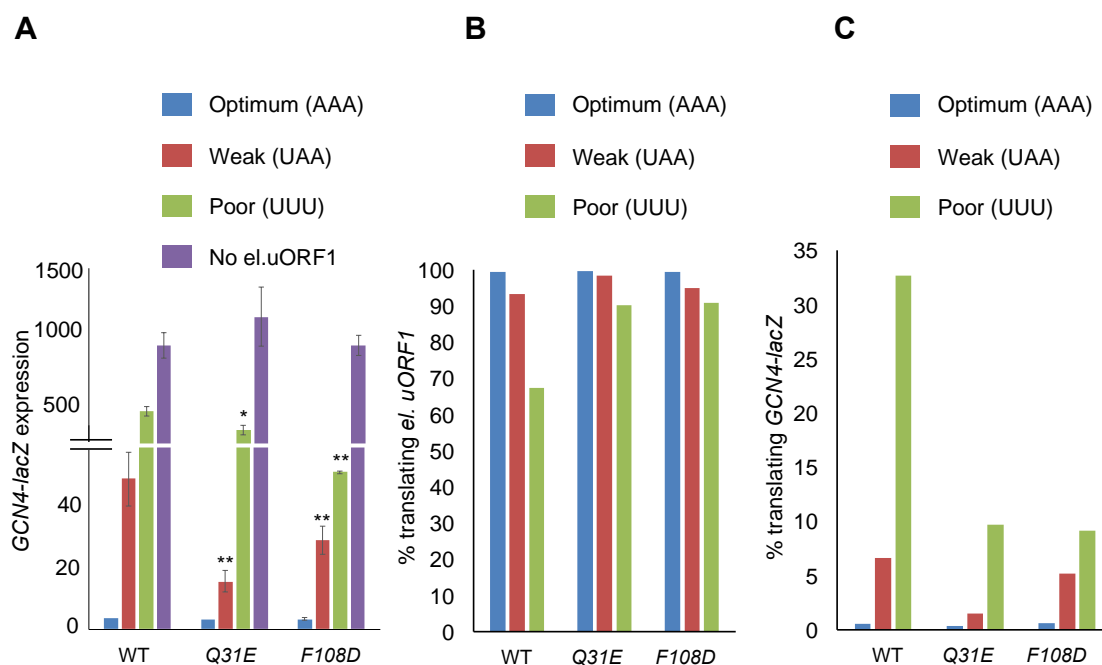 A
B
C
Optimum (AAA)
Weak (UAA)
Poor (UUU)
No el.uORF1
Optimum (AAA)
Weak (UAA)
Poor (UUU)
Optimum (AAA)
Weak (UAA)
Poor (UUU)
GCN4-lacZ expression
1500
1000
500
40
20
0
*
**
**
**
WT
Q31E
F108D
% translating el. uORF1
100
90
80
70
60
50
40
30
20
10
0
WT
Q31E
F108D
% translating GCN4-lacZ
35
30
25
20
15
10
5
0
WT
Q31E
F108D